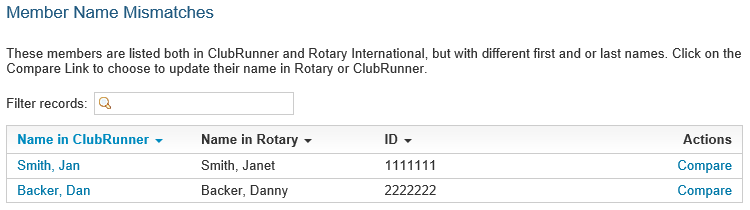 Member Name Mismatches
These members are listed both in ClubRunner and Rotary International, but with different first and or last names. Click on the
Compare Link to choose to update their name in Rotary or ClubRunner.
Filter records:
Name in ClubRunner Name in Rotary ID Actions
Smith, Jan Smith, Janet 1111111 Compare
Backer, Dan Backer, Danny 2222222 Compare